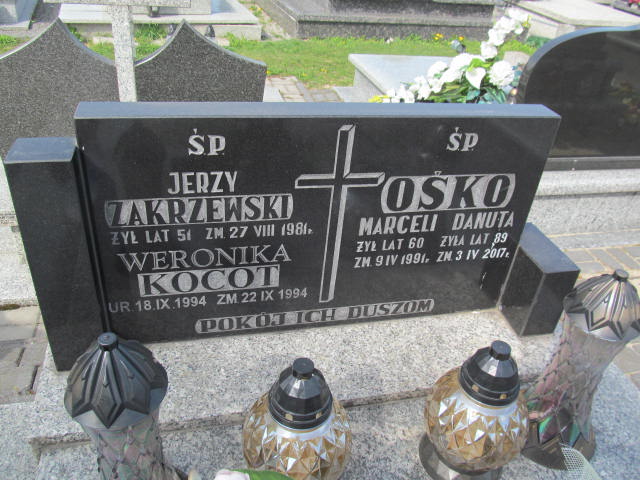 Ś.P.
JERZY
ZAKRZEWSKI
ŻYŁ LAT 51 ZM. 27 VIII 1981r.
WERONIKA
KOCOT
UR. 18.IX.1994 ZM. 22 IX 1994
Ś.P.
OŚKO
MARCELI DANUTA
ŻYŁ LAT 60 ŻYŁA LAT 89
ZM. 9 IV 1991r. ZM. 3 IV 2017r.
POKÓJ ICH DUSZOM